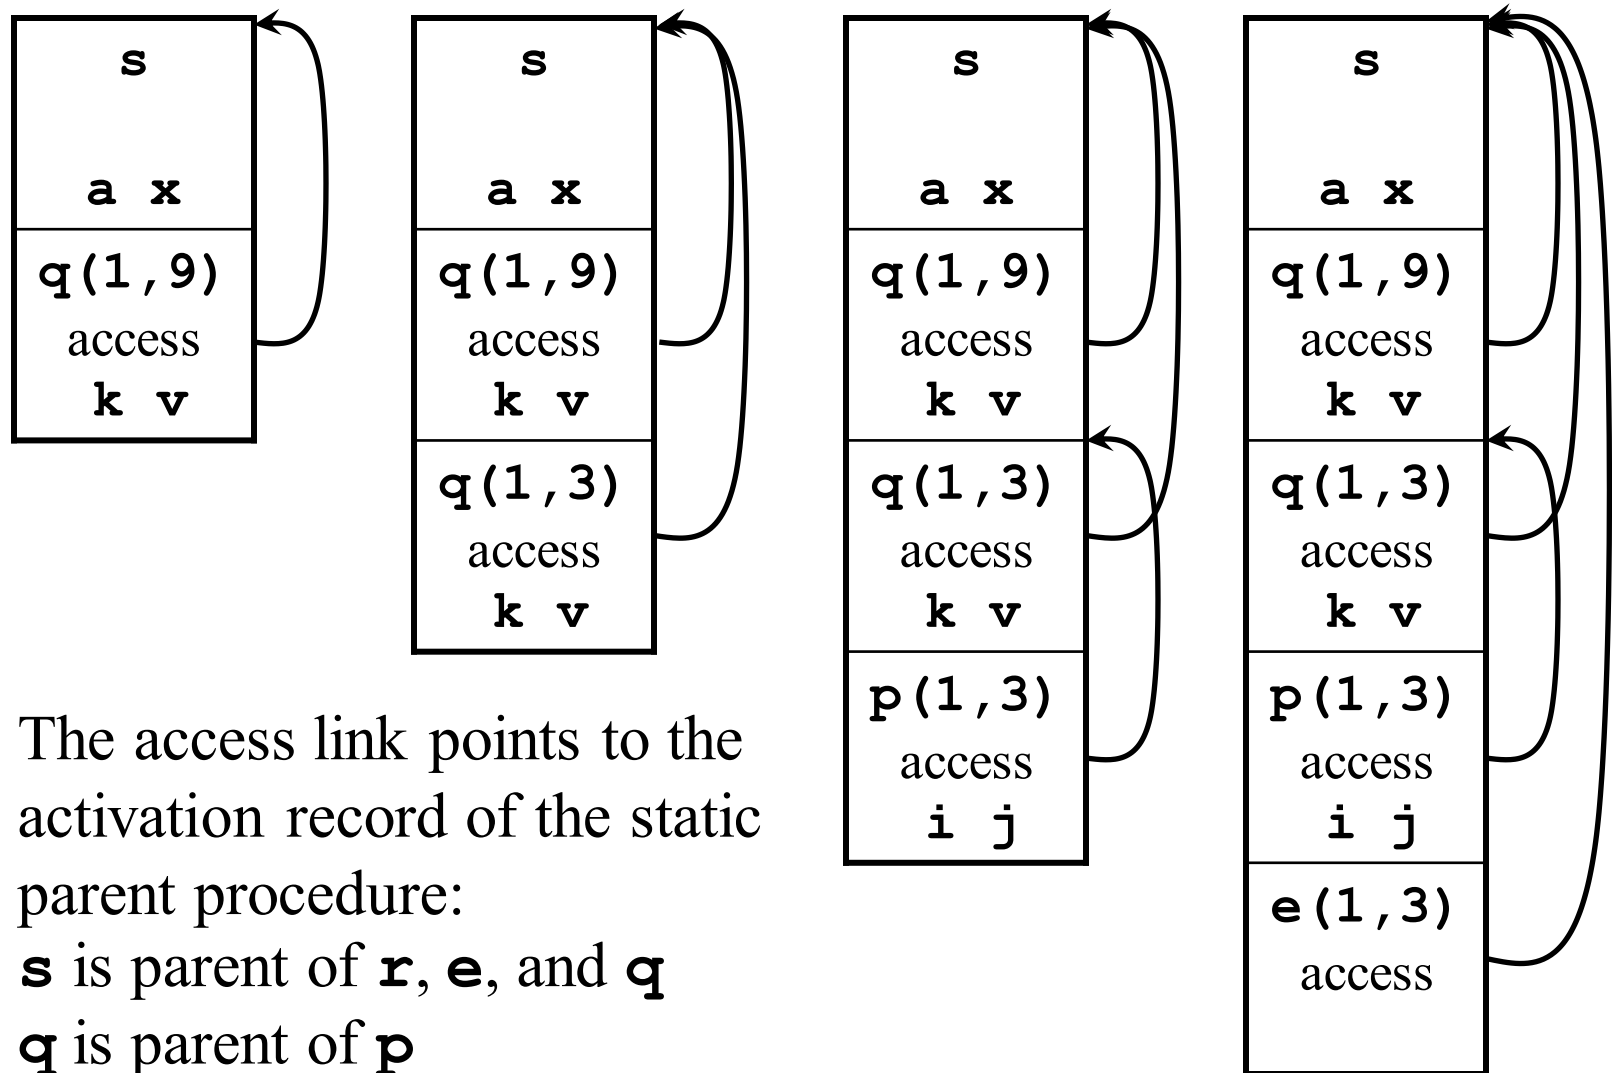 s
a x
q(1,9)
access
k v
s
a x
q(1,9)
access
k v
q(1,3)
access
k v
s
a x
q(1,9)
access
k v
q(1,3)
access
k v
p(1,3)
access
i j
s
a x
q(1,9)
access
k v
q(1,3)
access
k v
p(1,3)
access
i j
e(1,3)
access
The access link points to the
activation record of the static
parent procedure:
s is parent of r, e, and q
q is parent of p